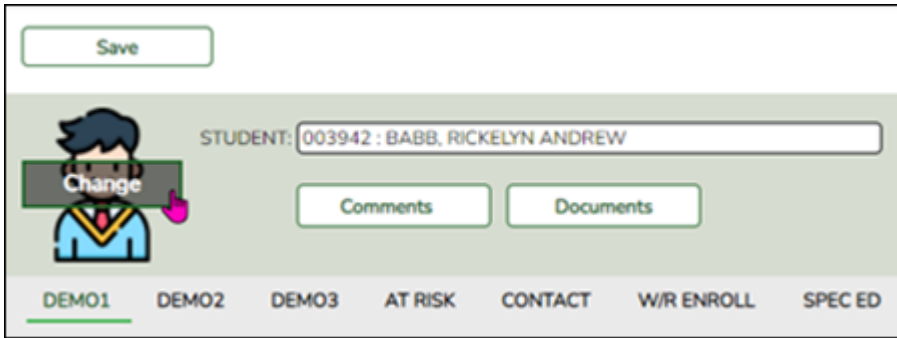 Save
STUDENT: 003942 : BABB, RICKELYN ANDREW
Change
Comments Documents
DEMO1 DEMO2 DEMO3 AT RISK CONTACT W/R ENROLL SPEC ED